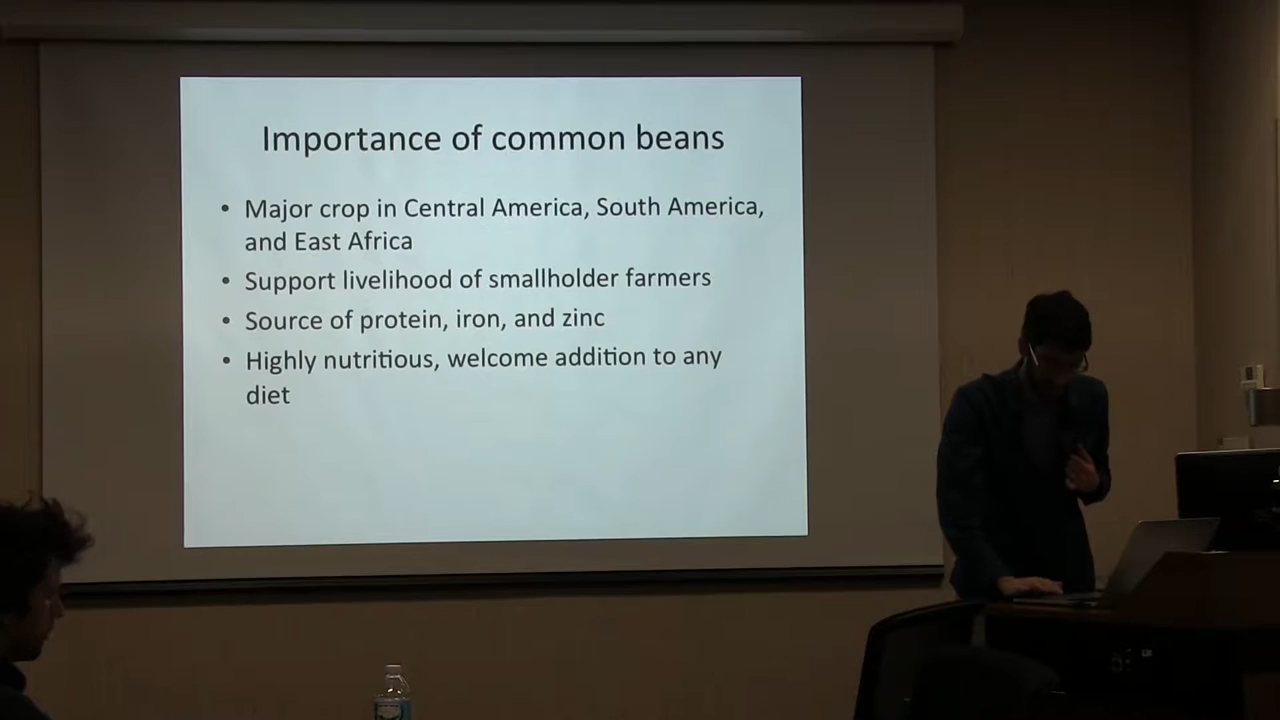 Importance of common beans
• Major crop in Central America, South America,
and East Africa
• Support livelihood of smallholder farmers
• Source of protein, iron, and zinc
• Highly nutritious, welcome addition to any
diet